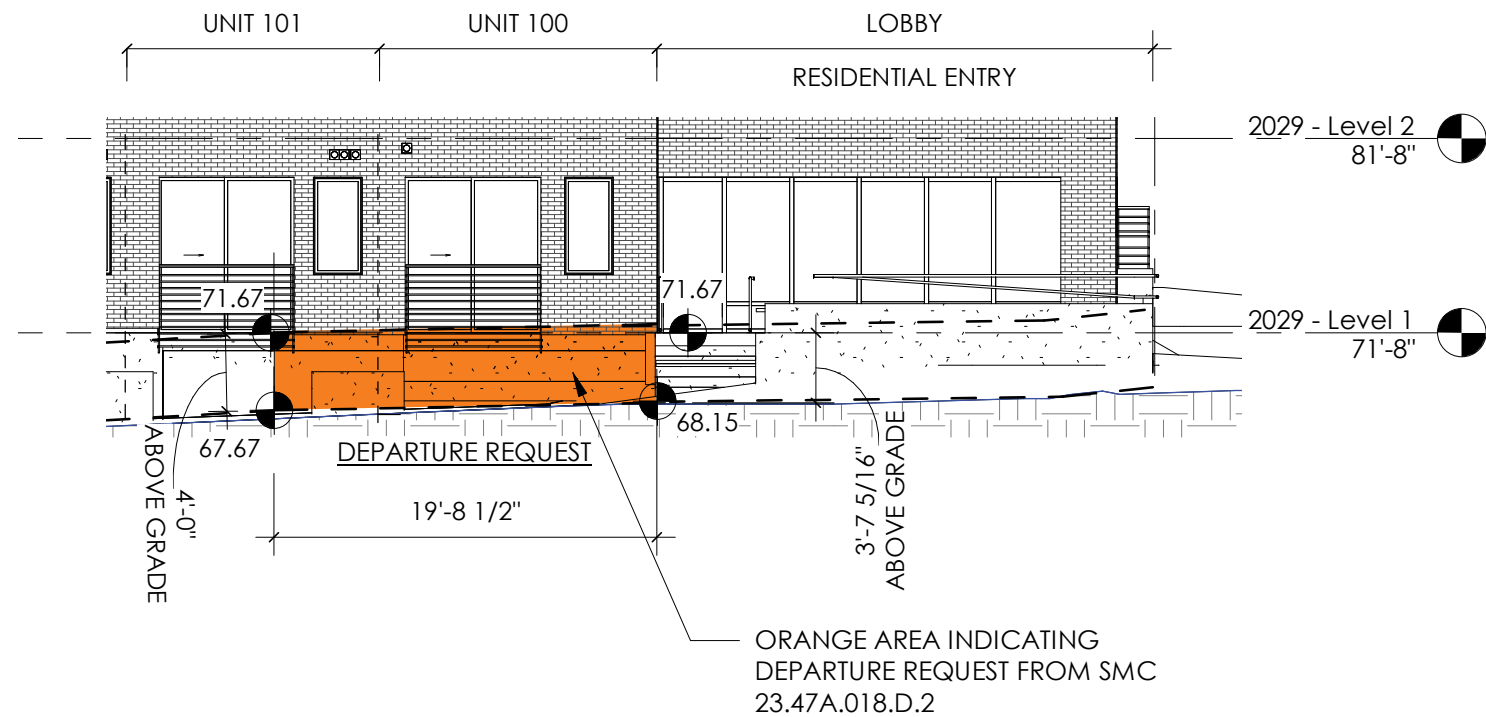 UNIT 101
UNIT 100
LOBBY
RESIDENTIAL ENTRY
2029 - Level 2
81'-8"
71.67
71.67
2029 - Level 1
71'-8"
67.67
68.15
4'-0"
ABOVE GRADE
DEPARTURE REQUEST
19'-8 1/2"
3'-7 5/16"
ABOVE GRADE
ORANGE AREA INDICATING
DEPARTURE REQUEST FROM SMC
23.47A.018.D.2